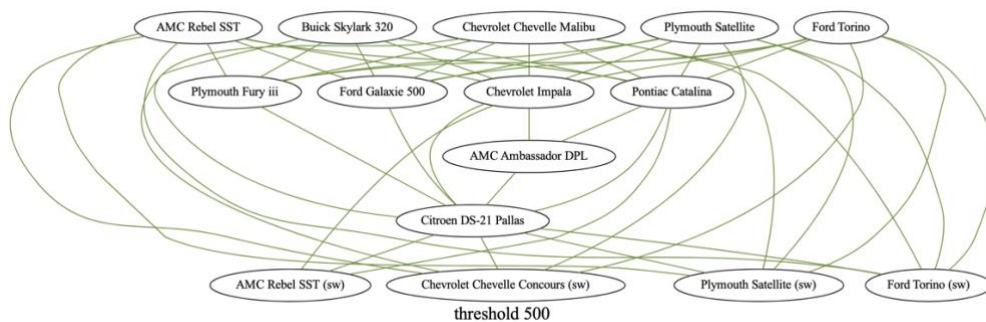 AMC Rebel SST Buick Skylark 320 Chevrolet Chevelle Malibu Plymouth Satellite Ford Torino
Plymouth Fury iii Ford Galaxie 500 Chevrolet Impala Pontiac Catalina
AMC Ambassador DPL
Citroen DS-21 Pallas
AMC Rebel SST (sw) Chevrolet Chevelle Concours (sw) Plymouth Satellite (sw) Ford Torino (sw)
threshold 500